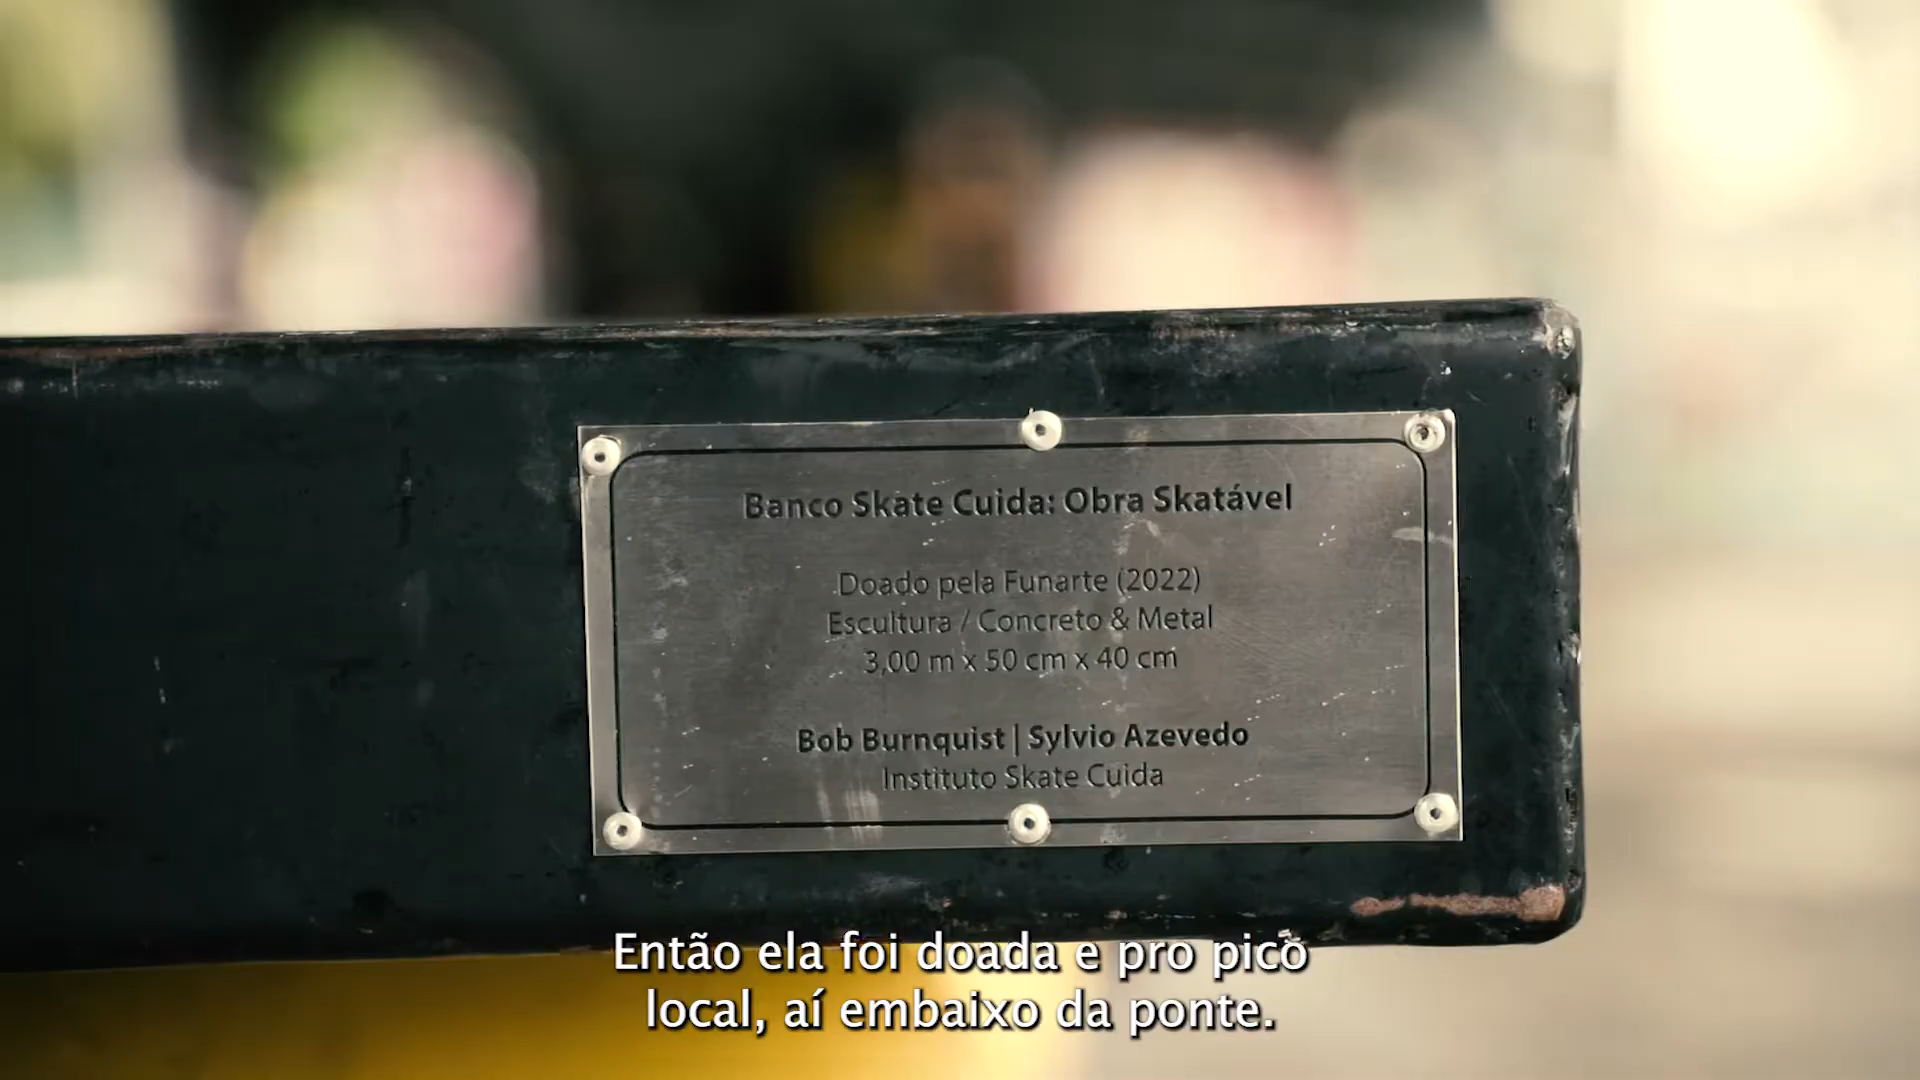 Banco Skate Cuida: Obra Skatável
Doado pela Funarte (2022)
Escultura / Concreto & Metal
3,00 m x 50 cm x 40 cm
Bob Burnquist | Sylvio Azevedo
Instituto Skate Cuida
Então ela foi doada e pro pico
local, aí embaixo da ponte.